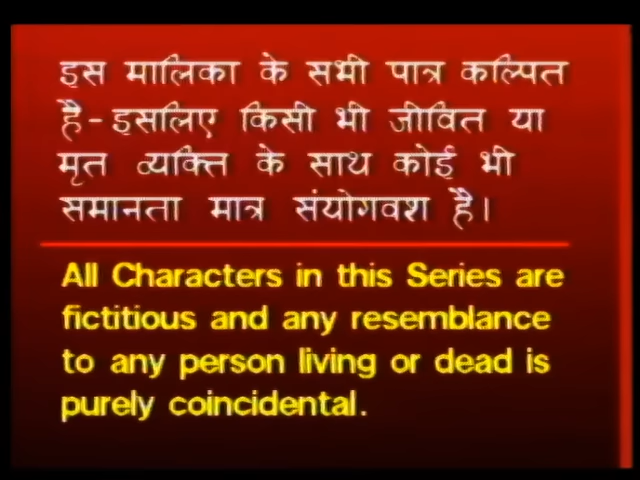 इस मालिका के सभी पात्र कल्पित
है-इसलिए किसी भी जीवित या
मृत व्यक्ति के साथ कोई भी
समानता मात्र संयोगवश है।
All Characters in this Series are
fictitious and any resemblance
to any person living or dead is
purely coincidental.